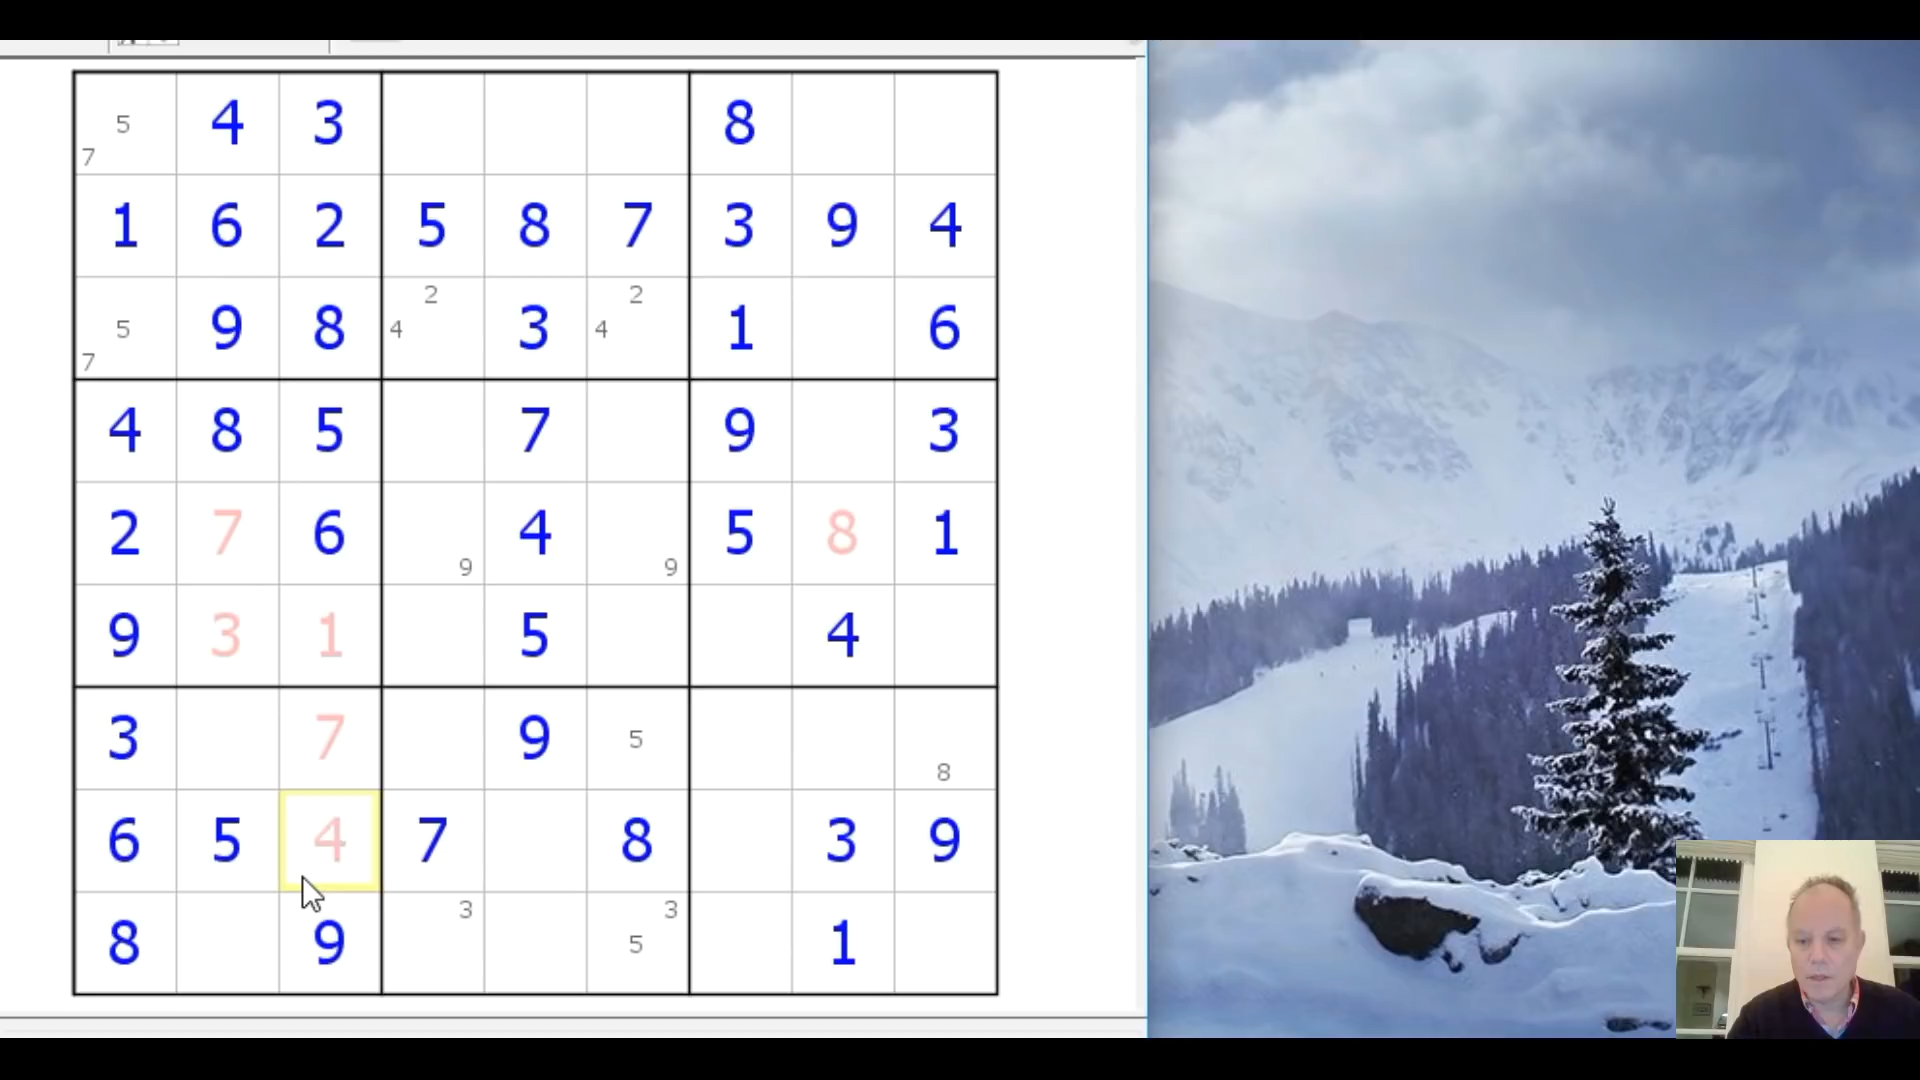 5 7 4 3 8
1 6 2 5 8 7 3 9 4
5 7 9 8 2 4 3 2 4 1 6
4 8 5 7 9 3
2 7 6 9 4 9 5 8 1
9 3 1 5 4
3 7 9 5 8
6 5 4 7 8 3 9
8 9 3 3 5 1